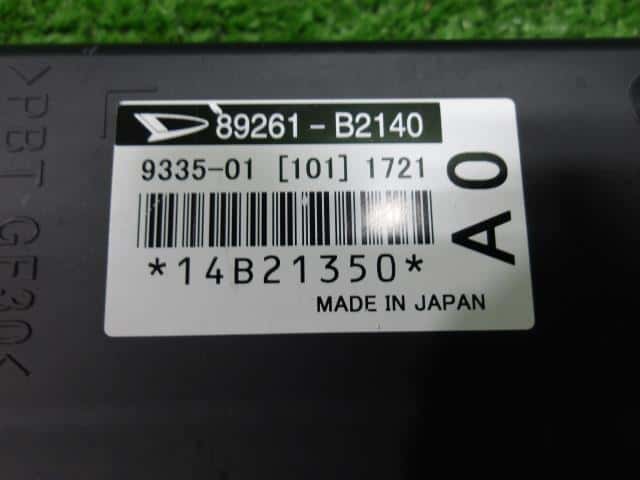 89261-B2140
9335-01 [101] 1721
*14B21350*
MADE IN JAPAN
A0
>PBT-GF30<